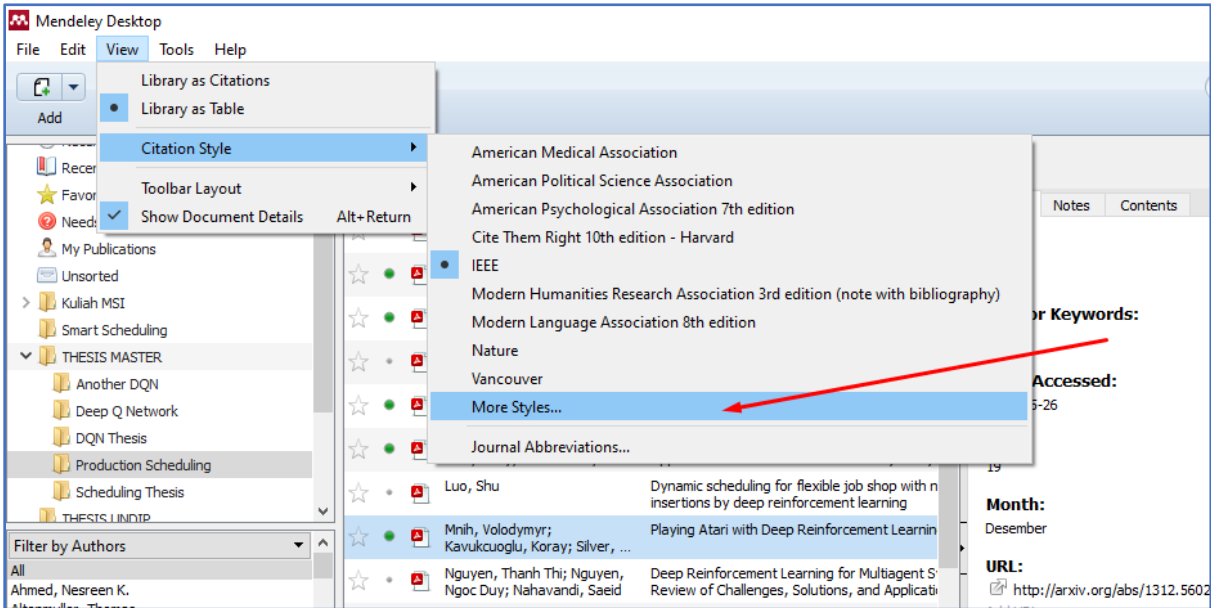 Mendeley Desktop
File Edit View Tools Help
Add
Library as Citations
Library as Table
Citation Style
Toolbar Layout
Show Document Details Alt+Return
American Medical Association
American Political Science Association
American Psychological Association 7th edition
Cite Them Right 10th edition - Harvard
IEEE
Modern Humanities Research Association 3rd edition (note with bibliography)
Modern Language Association 8th edition
Nature
Vancouver
More Styles...
Journal Abbreviations...
Recer
Favor
Needs
My Publications
Unsorted
Kuliah MSI
Smart Scheduling
THESIS MASTER
Another DQN
Deep Q Network
DQN Thesis
Production Scheduling
Scheduling Thesis
THESIS UNDIP
Filter by Authors
All
Ahmed, Nesreen K.
Luo, Shu
Dynamic scheduling for flexible job shop with n
insertions by deep reinforcement learning
Mnih, Volodymyr;
Kavukcuoglu, Koray; Silver, ...
Playing Atari with Deep Reinforcement Learnin
Nguyen, Thanh Thi; Nguyen,
Ngoc Duy; Nahavandi, Saeid
Deep Reinforcement Learning for Multiagent S
Review of Challenges, Solutions, and Applicati
Notes Contents
r Keywords:
Accessed:
-26
19
Month:
Desember
URL:
http://arxiv.org/abs/1312.5602